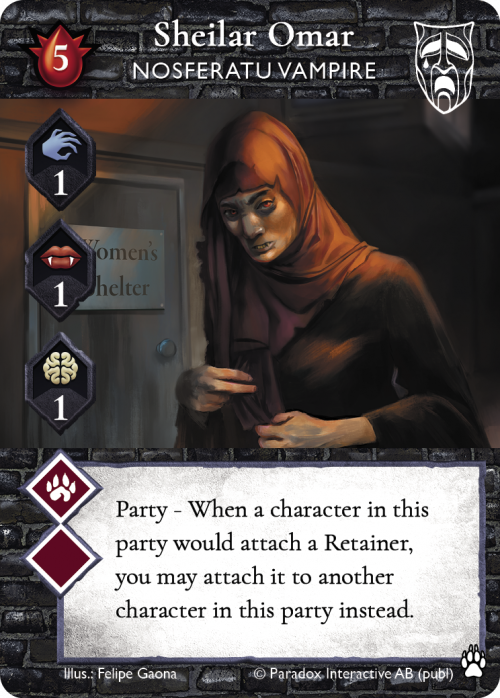 5
Sheilar Omar
NOSFERATU VAMPIRE
1
1
1
Women's
Shelter
Party - When a character in this
party would attach a Retainer,
you may attach it to another
character in this party instead.
Illus.: Felipe Gaona
© Paradox Interactive AB (publ)